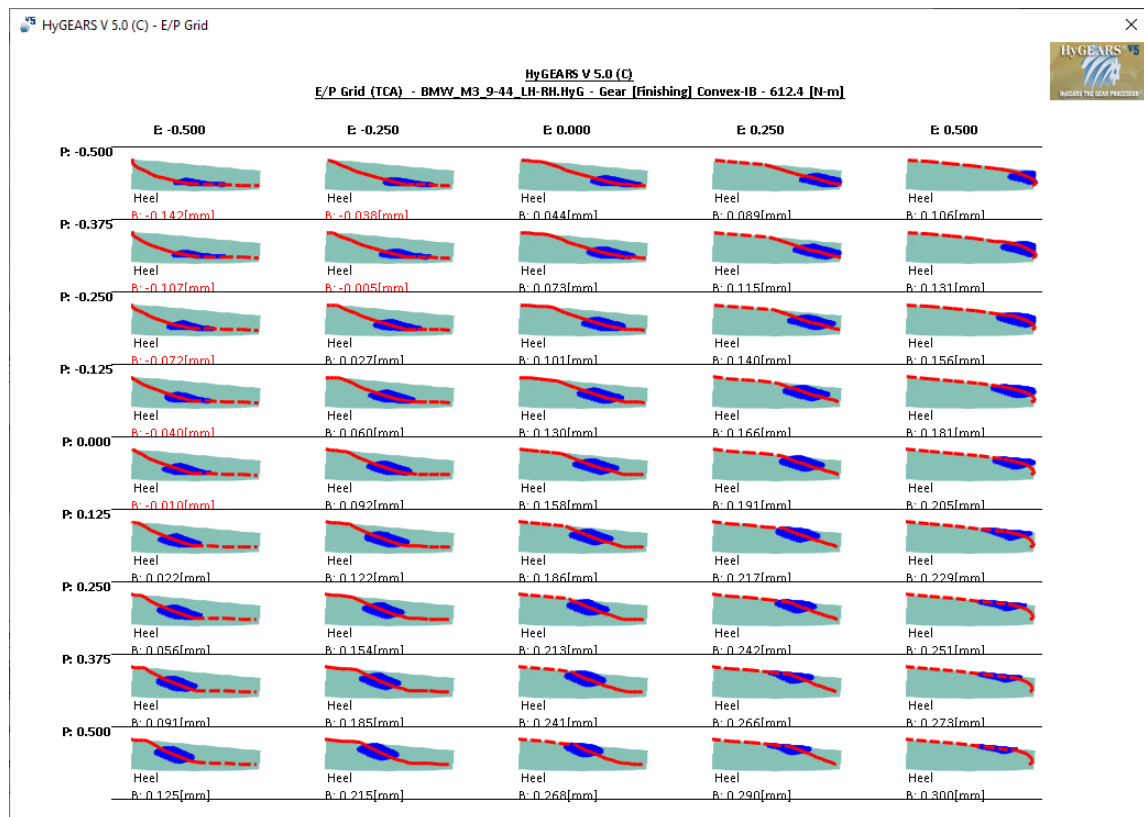 HyGEARS V 5.0 (C) - E/P Grid
HyGEARS V5
HyGEARS THE GEAR PROCESSOR
HyGEARS V 5.0 (C)
E/P Grid (TCA) - BMW_M3_9-44_LH-RH.HyG - Gear [Finishing] Convex-IB - 612.4 [N-m]
E: -0.500 E: -0.250 E: 0.000 E: 0.250 E: 0.500
P: -0.500
Heel Heel Heel Heel Heel
B: -0.142[mm] B: -0.038[mm] B: 0.044[mm] B: 0.089[mm] B: 0.106[mm]
P: -0.375
Heel Heel Heel Heel Heel
B: -0.107[mm] B: -0.005[mm] B: 0.073[mm] B: 0.115[mm] B: 0.131[mm]
P: -0.250
Heel Heel Heel Heel Heel
B: -0.072[mm] B: 0.027[mm] B: 0.101[mm] B: 0.140[mm] B: 0.156[mm]
P: -0.125
Heel Heel Heel Heel Heel
B: -0.040[mm] B: 0.060[mm] B: 0.130[mm] B: 0.166[mm] B: 0.181[mm]
P: 0.000
Heel Heel Heel Heel Heel
B: -0.010[mm] B: 0.092[mm] B: 0.158[mm] B: 0.191[mm] B: 0.205[mm]
P: 0.125
Heel Heel Heel Heel Heel
B: 0.022[mm] B: 0.122[mm] B: 0.186[mm] B: 0.217[mm] B: 0.229[mm]
P: 0.250
Heel Heel Heel Heel Heel
B: 0.056[mm] B: 0.154[mm] B: 0.213[mm] B: 0.242[mm] B: 0.251[mm]
P: 0.375
Heel Heel Heel Heel Heel
B: 0.091[mm] B: 0.185[mm] B: 0.241[mm] B: 0.266[mm] B: 0.273[mm]
P: 0.500
Heel Heel Heel Heel Heel
B: 0.125[mm] B: 0.215[mm] B: 0.268[mm] B: 0.290[mm] B: 0.300[mm]